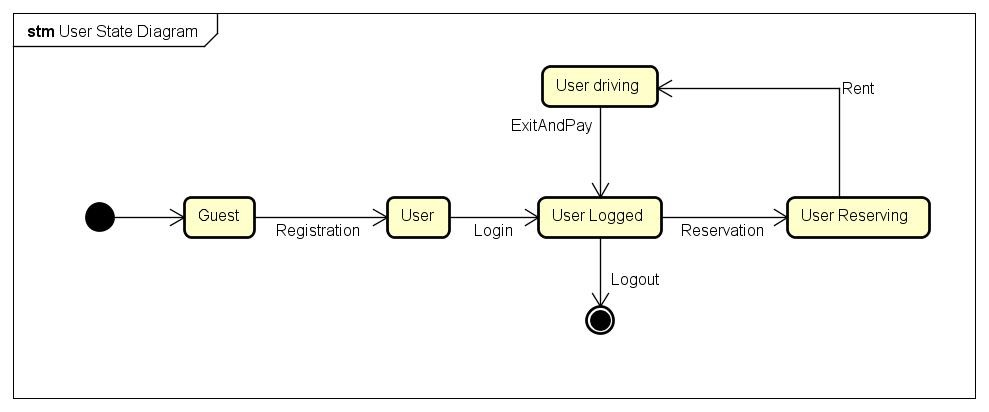 stm User State Diagram
User driving
Rent
ExitAndPay
Guest
User
User Logged
User Reserving
Registration
Login
Reservation
Logout